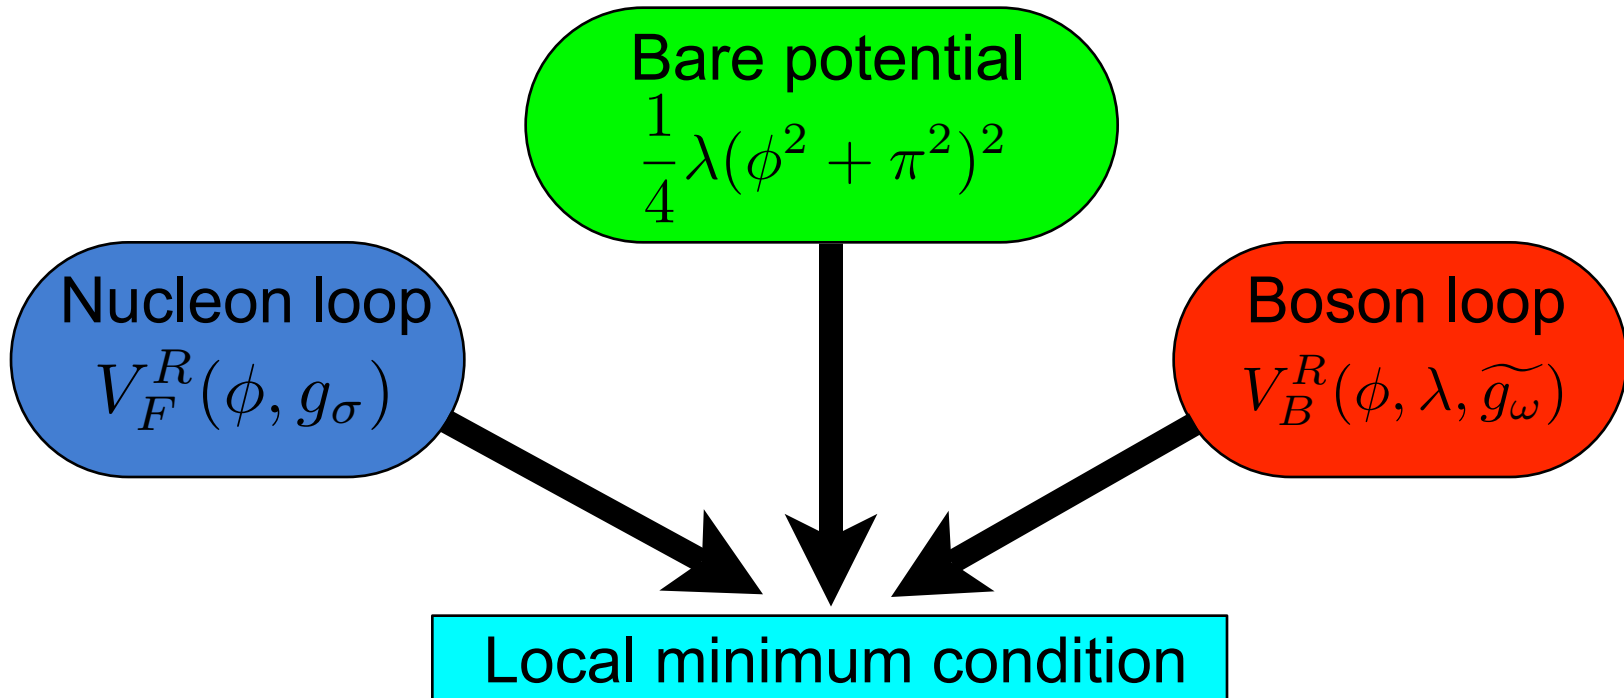 Bare potential
$\frac{1}{4}\lambda(\phi^2 + \pi^2)^2$
Nucleon loop
$V_F^R(\phi, g_\sigma)$
Boson loop
$V_B^R(\phi, \lambda, \widetilde{g_\omega})$
Local minimum condition